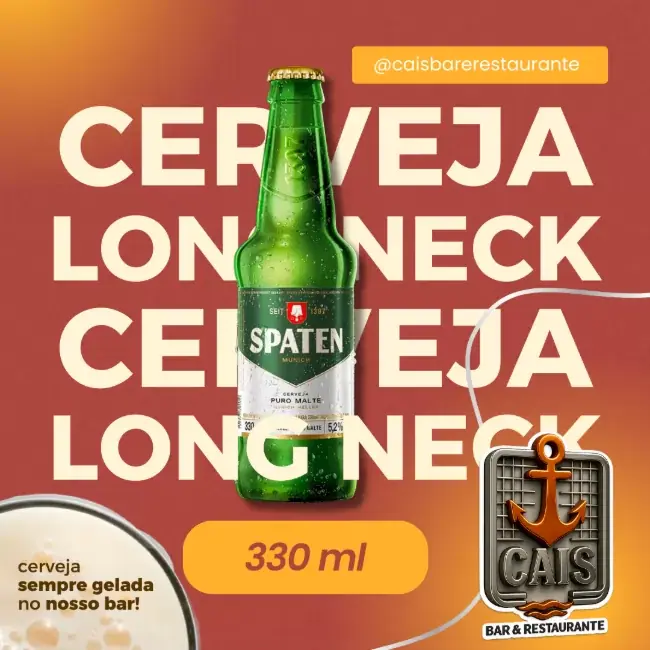 @caisbarerestaurante
CERVEJA
LONG NECK
CERVEJA
LONG NECK
SEIT 1397
SPATEN
MUNICH
CERVEJA
PURO MALTE
5,2%
330 ml
cerveja
sempre gelada
no nosso bar!
CAIS
BAR & RESTAURANTE